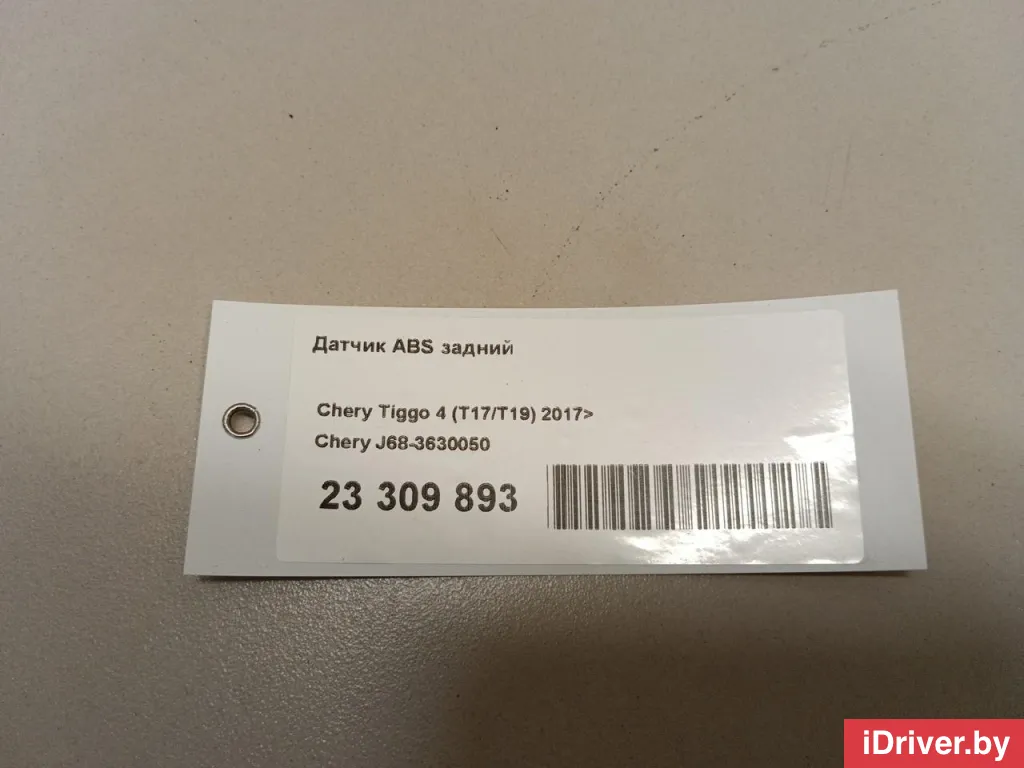 Датчик ABS задний
Chery Tiggo 4 (T17/T19) 2017>
Chery J68-3630050
23 309 893
iDriver.by